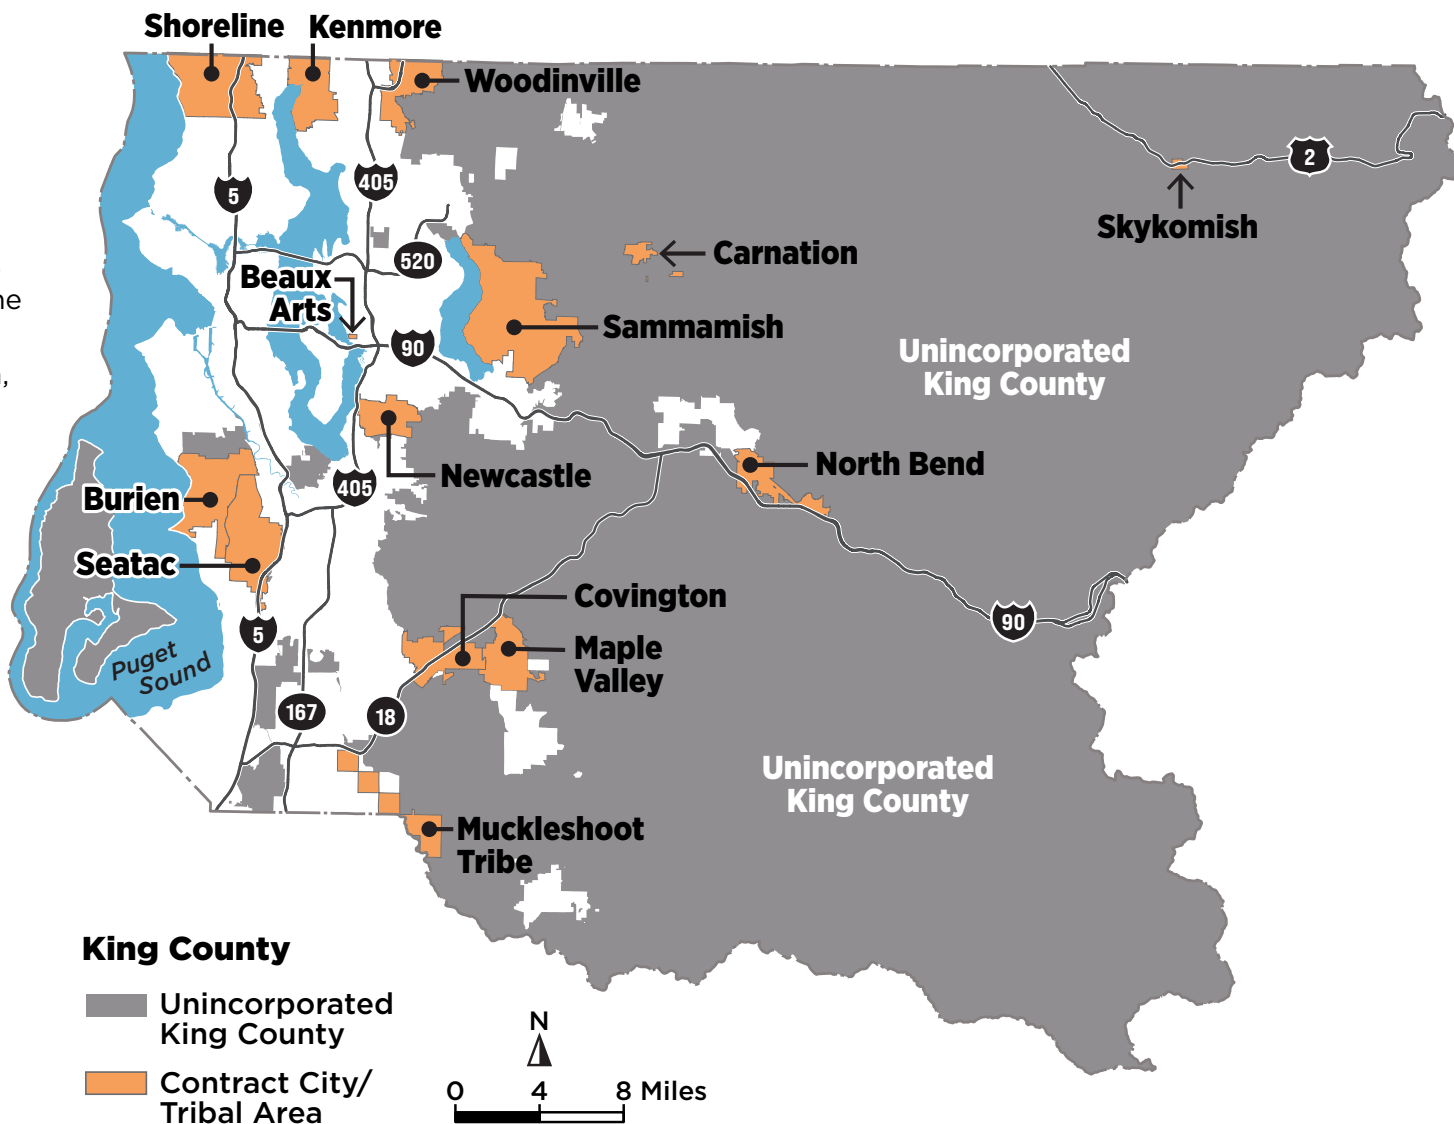 Shoreline
Kenmore
Woodinville
2
5
405
Skykomish
Carnation
520
Beaux
Arts
ne
Sammamish
90
Unincorporated
King County
,
North Bend
Newcastle
405
Burien
Seatac
Covington
90
5
Maple
Valley
Puget
Sound
167
18
Unincorporated
King County
Muckleshoot
Tribe
King County
Unincorporated
King County
Contract City/
Tribal Area
N
0 4 8 Miles